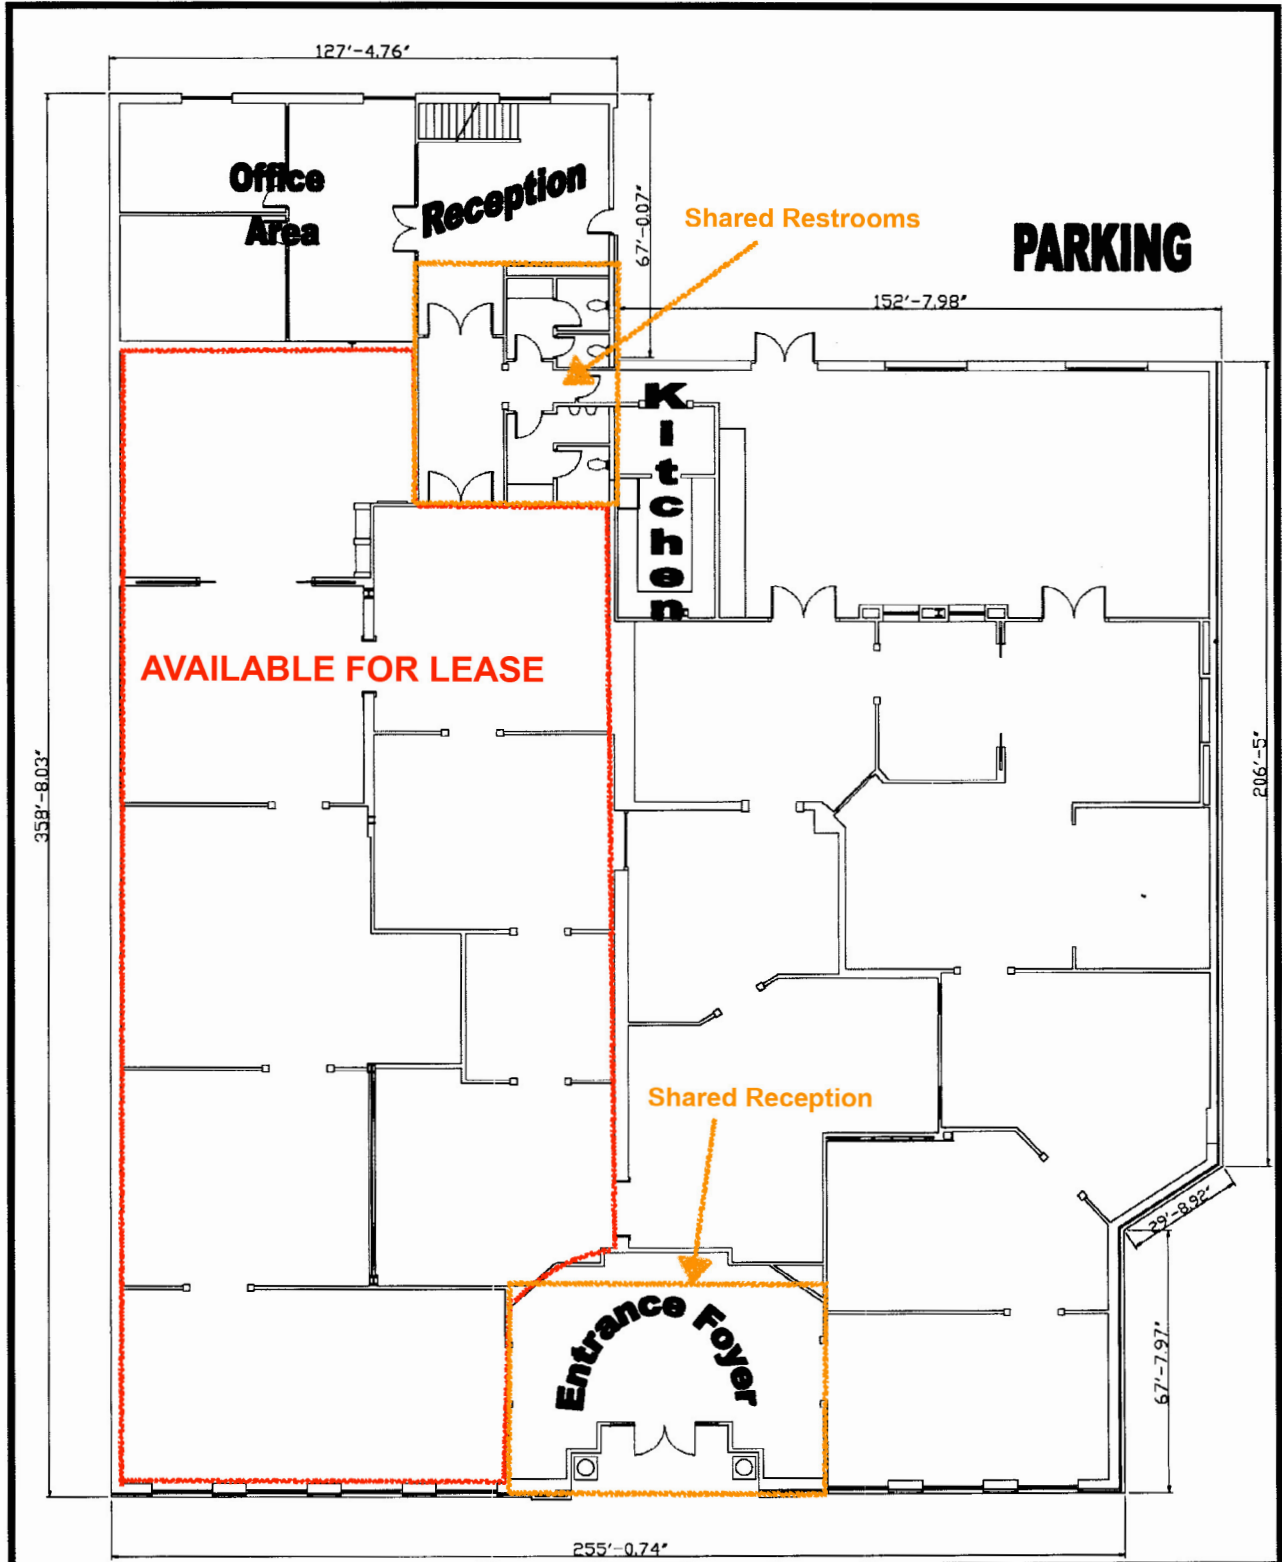 127'-4.76"
Office
Area
Reception
67'-0.07"
Shared Restrooms
PARKING
152'-7.98"
Kitchen
AVAILABLE FOR LEASE
358'-8.03"
206'-5"
Shared Reception
29'-8.92"
Entrance Foyer
67'-7.97"
255'-0.74"